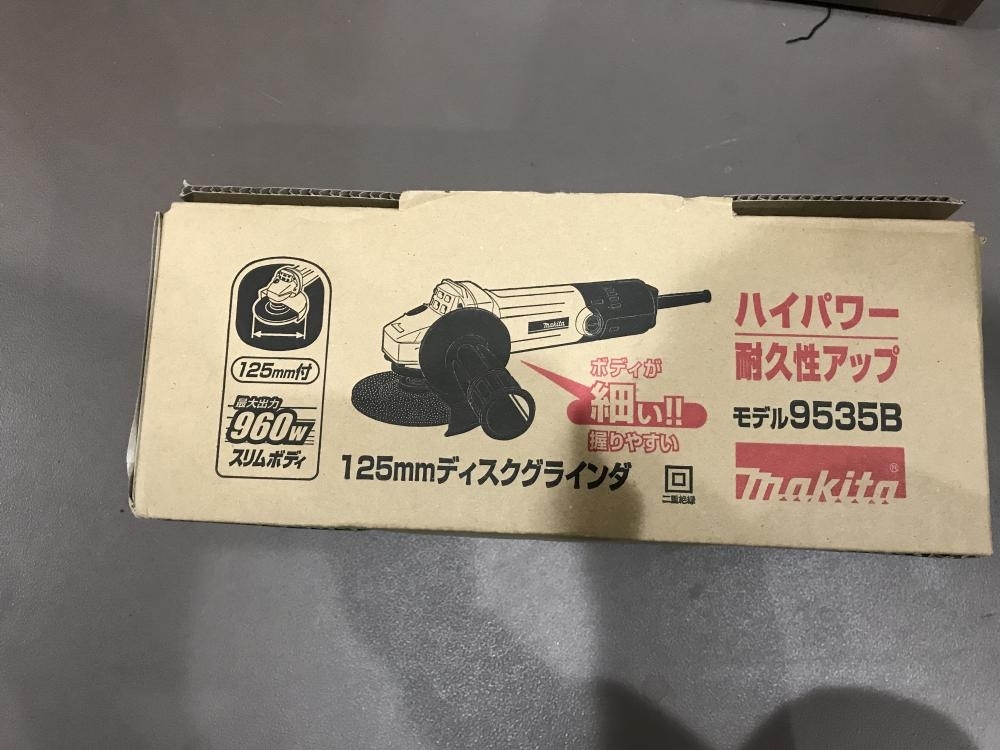 125mm付
最大出力
960W
スリムボディ
makita
ボディが
細い!!
握りやすい
125mmディスクグラインダ
二重絶縁
ハイパワー
耐久性アップ
モデル9535B
makita®